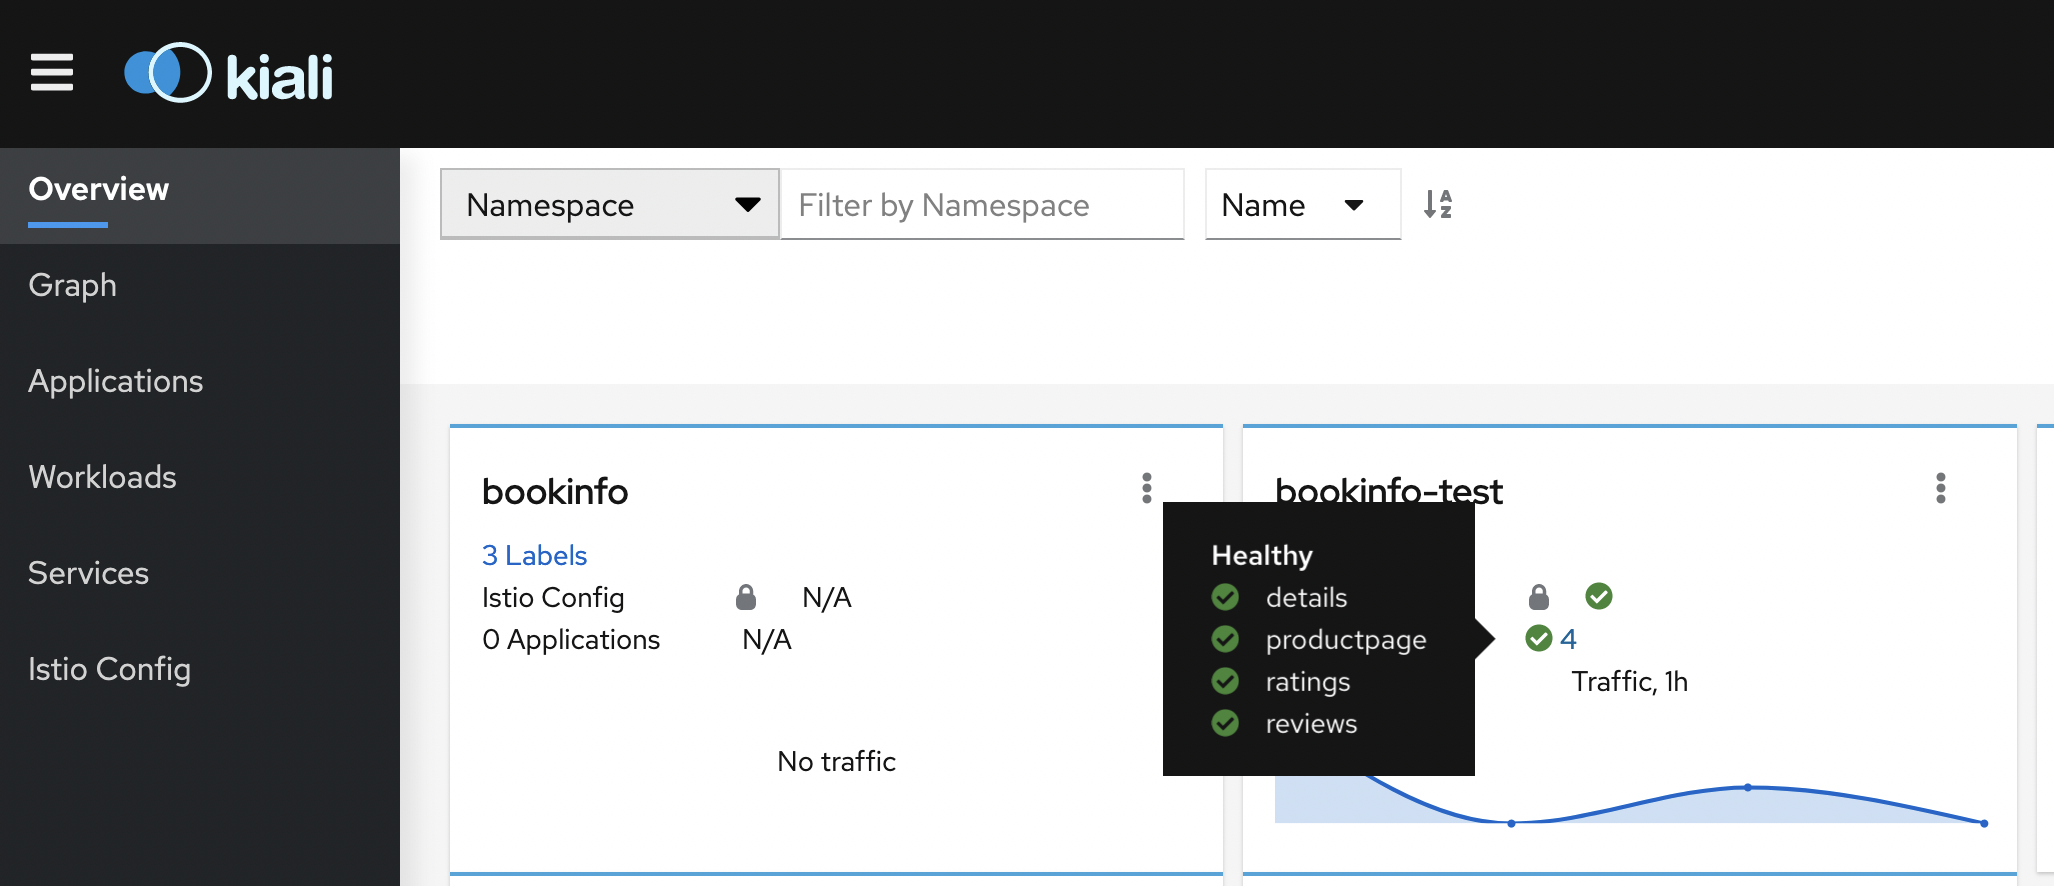 kiali
Overview
Graph
Applications
Workloads
Services
Istio Config
Namespace Filter by Namespace Name
bookinfo
3 Labels
Istio Config N/A
0 Applications N/A
No traffic
bookinfo-test
Healthy
details
productpage
ratings
reviews
4
Traffic, 1h